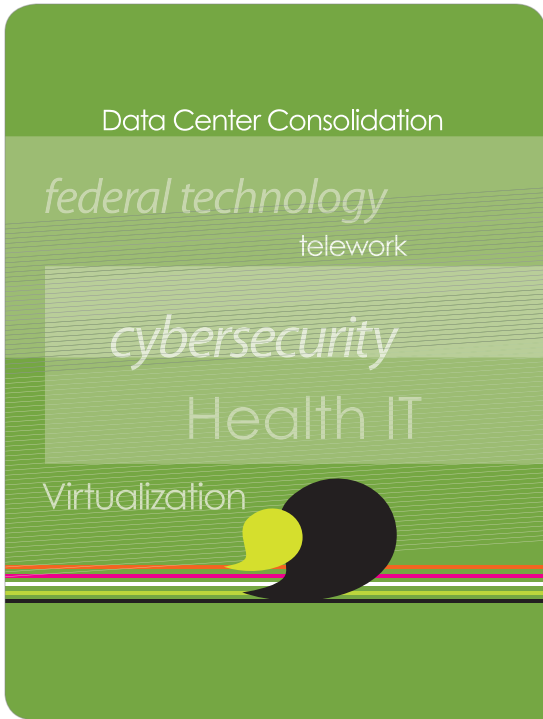 Data Center Consolidation
federal technology
telework
cybersecurity
Health IT
Virtualization